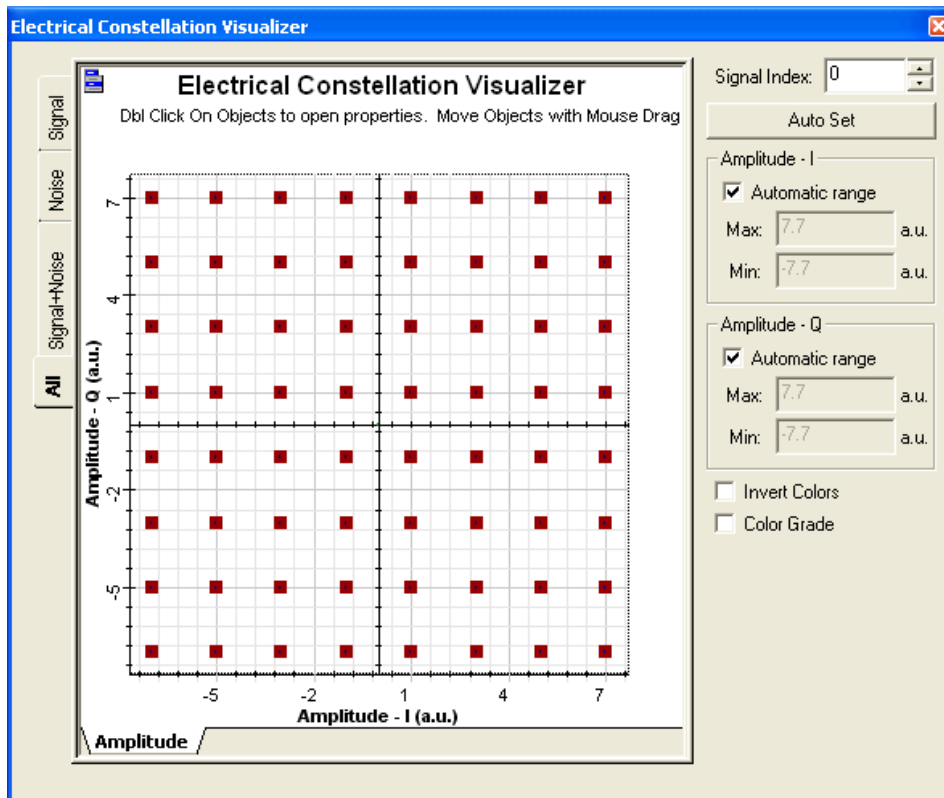 Electrical Constellation Visualizer
Signal
Noise
Signal+Noise
All
Electrical Constellation Visualizer
Dbl Click On Objects to open properties. Move Objects with Mouse Drag
Amplitude - Q (a.u.)
7
4
1
-2
-5
-5 -2 1 4 7
Amplitude - I (a.u.)
Amplitude
Signal Index: 0
Auto Set
Amplitude - I
Automatic range
Max: 7.7 a.u.
Min: -7.7 a.u.
Amplitude - Q
Automatic range
Max: 7.7 a.u.
Min: -7.7 a.u.
Invert Colors
Color Grade